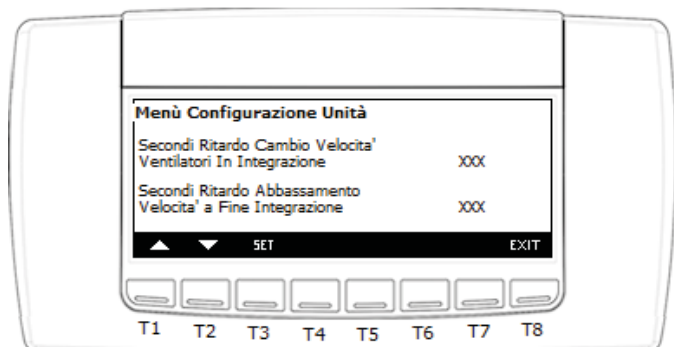 Menù Configurazione Unità
Secondi Ritardo Cambio Velocita'
Ventilatori In Integrazione XXX
Secondi Ritardo Abbassamento
Velocita' a Fine Integrazione XXX
SET EXIT
T1 T2 T3 T4 T5 T6 T7 T8